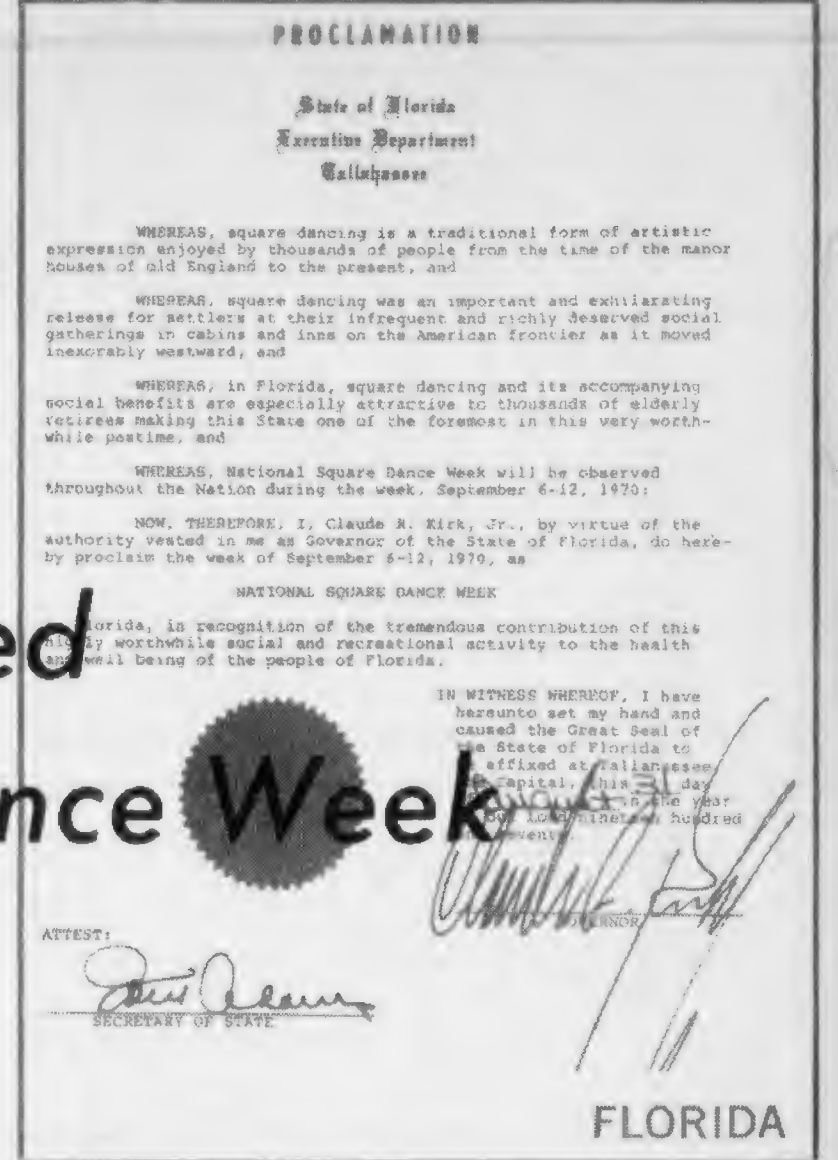 PROCLAMATION
State of Florida
Executive Department
Tallahassee
WHEREAS, square dancing is a traditional form of artistic
expression enjoyed by thousands of people from the time of the manor
houses of old England to the present, and
WHEREAS, square dancing was an important and exhilarating
release for settlers at their infrequent and richly deserved social
gatherings in cabins and inns on the American frontier as it moved
inexorably westward, and
WHEREAS, in Florida, square dancing and its accompanying
social benefits are especially attractive to thousands of elderly
retirees making this State one of the foremost in this very worth-
while pastime, and
WHEREAS, National Square Dance Week will be observed
throughout the Nation during the week, September 6-12, 1970:
NOW, THEREFORE, I, Claude R. Kirk, Jr., by virtue of the
authority vested in me as Governor of the State of Florida, do here-
by proclaim the week of September 6-12, 1970, as
NATIONAL SQUARE DANCE WEEK
lorida, in recognition of the tremendous contribution of this
highly worthwhile social and recreational activity to the health
and well being of the people of Florida.
ed
IN WITNESS WHEREOF, I have
hereunto set my hand and
caused the Great Seal of
the State of Florida to
affixed at Tallahassee
Capital, this 31 day
August in the year
our Lord nineteen hundred
seventy.
nce Week
GOVERNOR
ATTEST:
SECRETARY OF STATE
FLORIDA